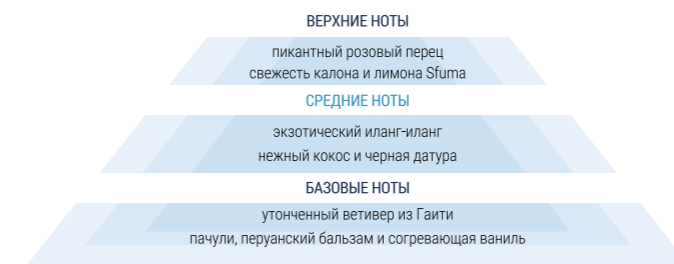 ВЕРХНИЕ НОТЫ
пикантный розовый перец
свежесть калона и лимона Sfuma
СРЕДНИЕ НОТЫ
экзотический иланг-иланг
нежный кокос и черная датура
БАЗОВЫЕ НОТЫ
утонченный ветивер из Гаити
пачули, перуанский бальзам и согревающая ваниль